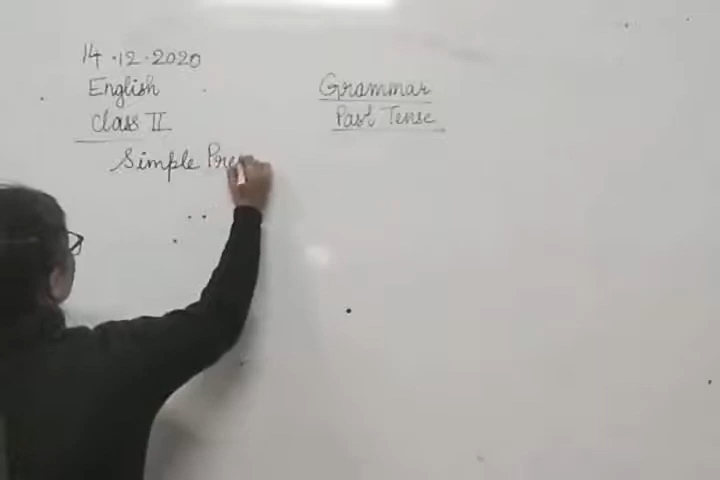 14.12.2020
English
Class II
Grammar
Past Tense
Simple Pre